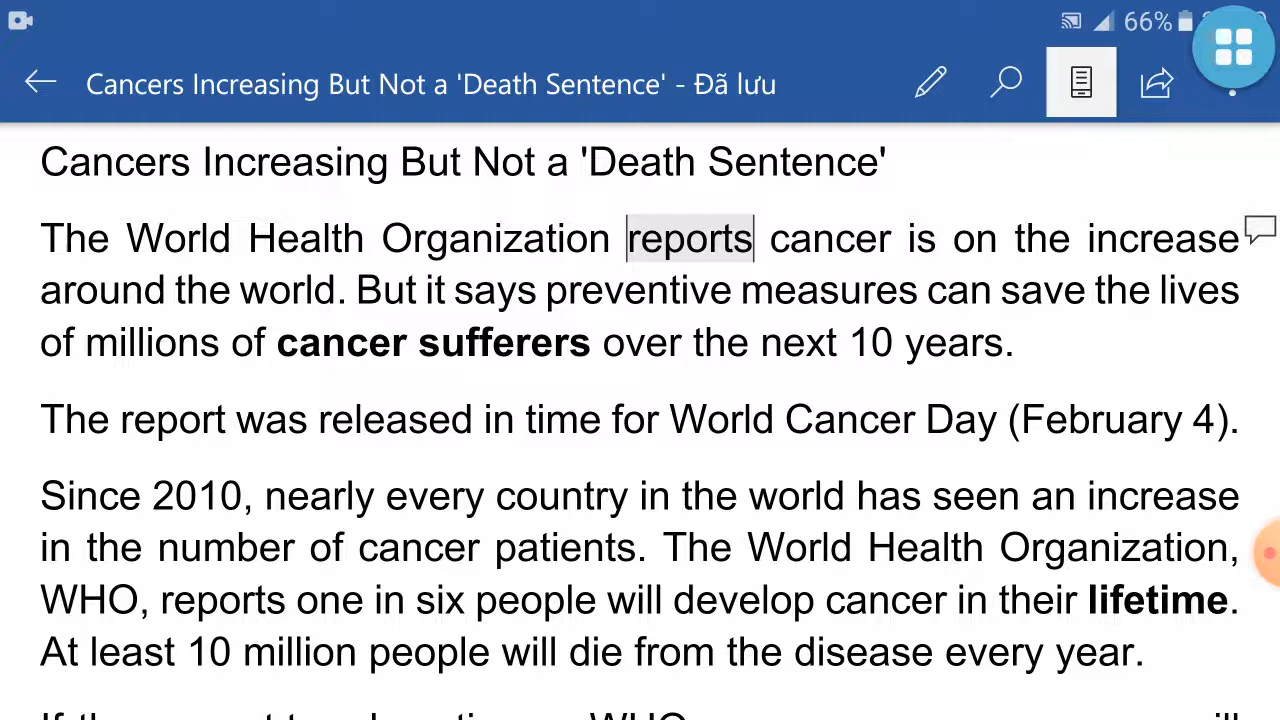 66%
Cancers Increasing But Not a 'Death Sentence' - Đã lưu
Cancers Increasing But Not a 'Death Sentence'
The World Health Organization reports cancer is on the increase
around the world. But it says preventive measures can save the lives
of millions of cancer sufferers over the next 10 years.
The report was released in time for World Cancer Day (February 4).
Since 2010, nearly every country in the world has seen an increase
in the number of cancer patients. The World Health Organization,
WHO, reports one in six people will develop cancer in their lifetime.
At least 10 million people will die from the disease every year.